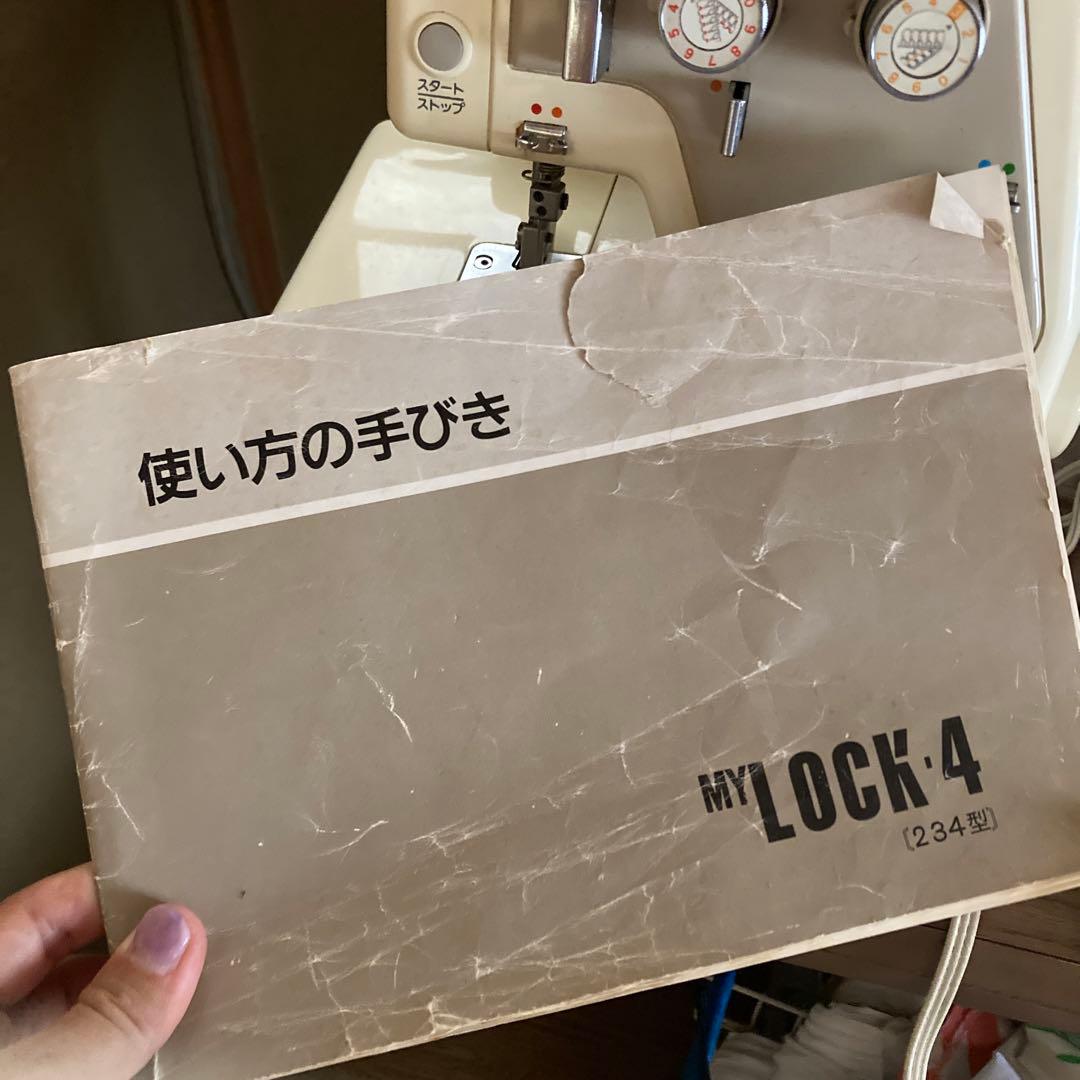 スタート
ストップ
使い方の手びき
MY LOCK・4
〔234型〕